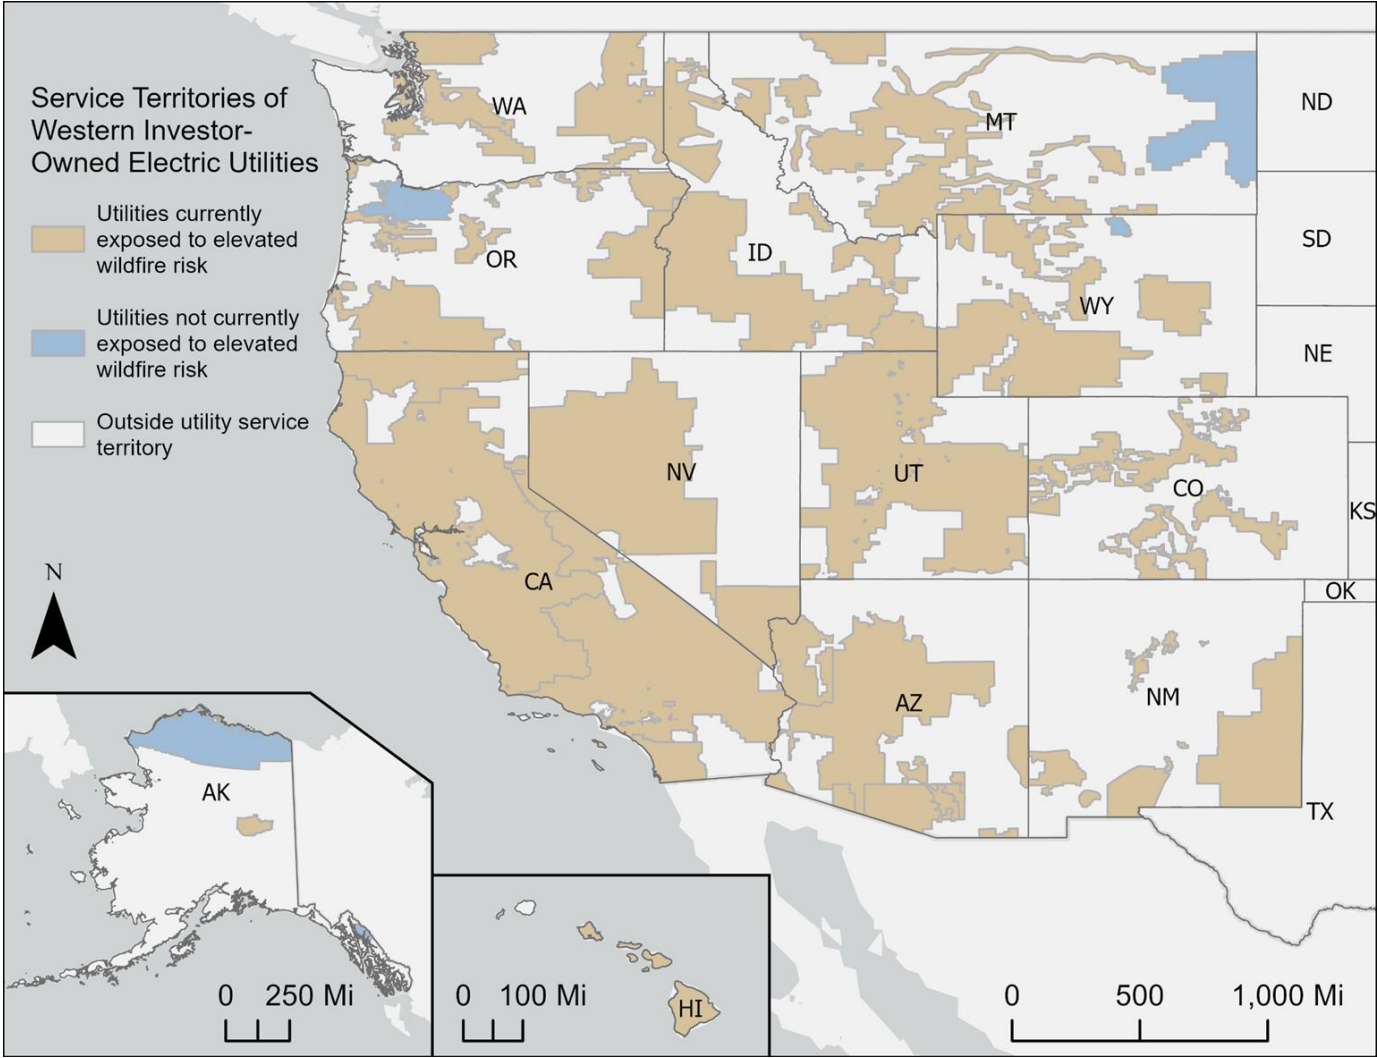 Service Territories of
Western Investor-
Owned Electric Utilities
Utilities currently
exposed to elevated
wildfire risk
Utilities not currently
exposed to elevated
wildfire risk
Outside utility service
territory
N
WA
MT
ND
OR
ID
SD
WY
NE
NV
UT
CO
KS
CA
OK
AZ
NM
TX
AK
0 250 Mi
HI
0 100 Mi
0 500 1,000 Mi